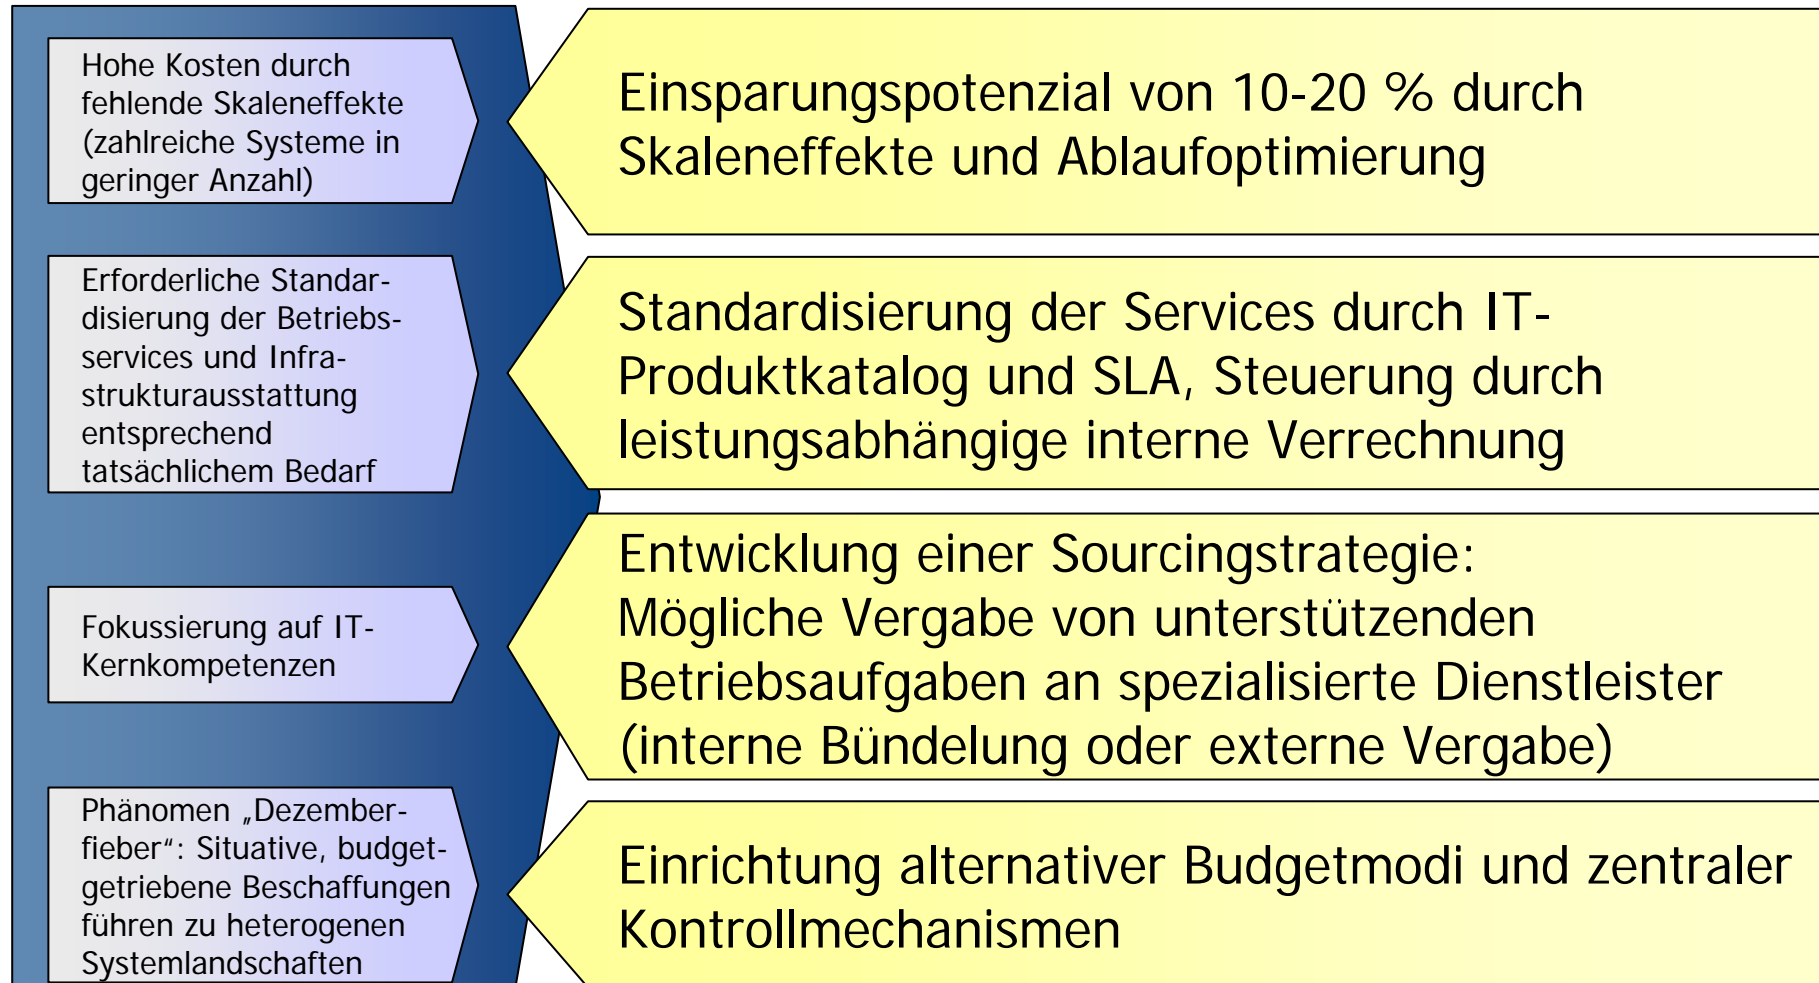 Hohe Kosten durch
fehlende Skaleneffekte
(zahlreiche Systeme in
geringer Anzahl)
Einsparungspotenzial von 10-20 % durch
Skaleneffekte und Ablaufoptimierung
Erforderliche Standar-
disierung der Betriebs-
services und Infra-
strukturausstattung
entsprechend
tatsächlichem Bedarf
Standardisierung der Services durch IT-
Produktkatalog und SLA, Steuerung durch
leistungsabhängige interne Verrechnung
Fokussierung auf IT-
Kernkompetenzen
Entwicklung einer Sourcingstrategie:
Mögliche Vergabe von unterstützenden
Betriebsaufgaben an spezialisierte Dienstleister
(interne Bündelung oder externe Vergabe)
Phänomen „Dezember-
fieber“: Situative, budget-
getriebene Beschaffungen
führen zu heterogenen
Systemlandschaften
Einrichtung alternativer Budgetmodi und zentraler
Kontrollmechanismen